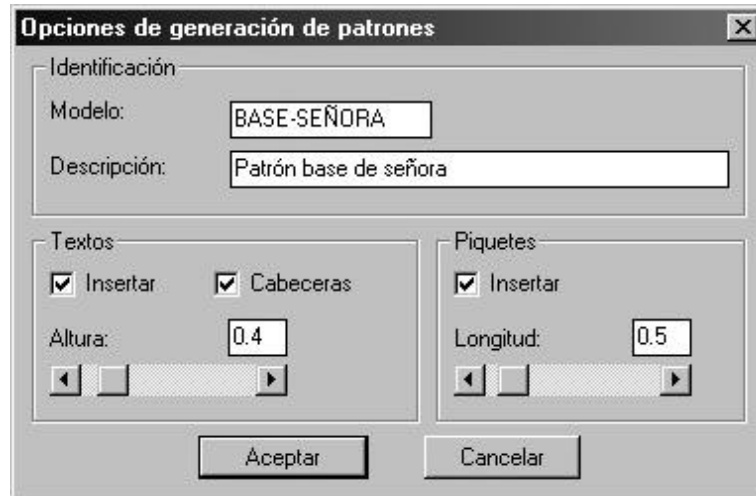 Opciones de generación de patrones
Identificación
Modelo: BASE-SEÑORA
Descripción: Patrón base de señora
Textos
Insertar Cabeceras
Altura: 0.4
Piquetes
Insertar
Longitud: 0.5
Aceptar Cancelar